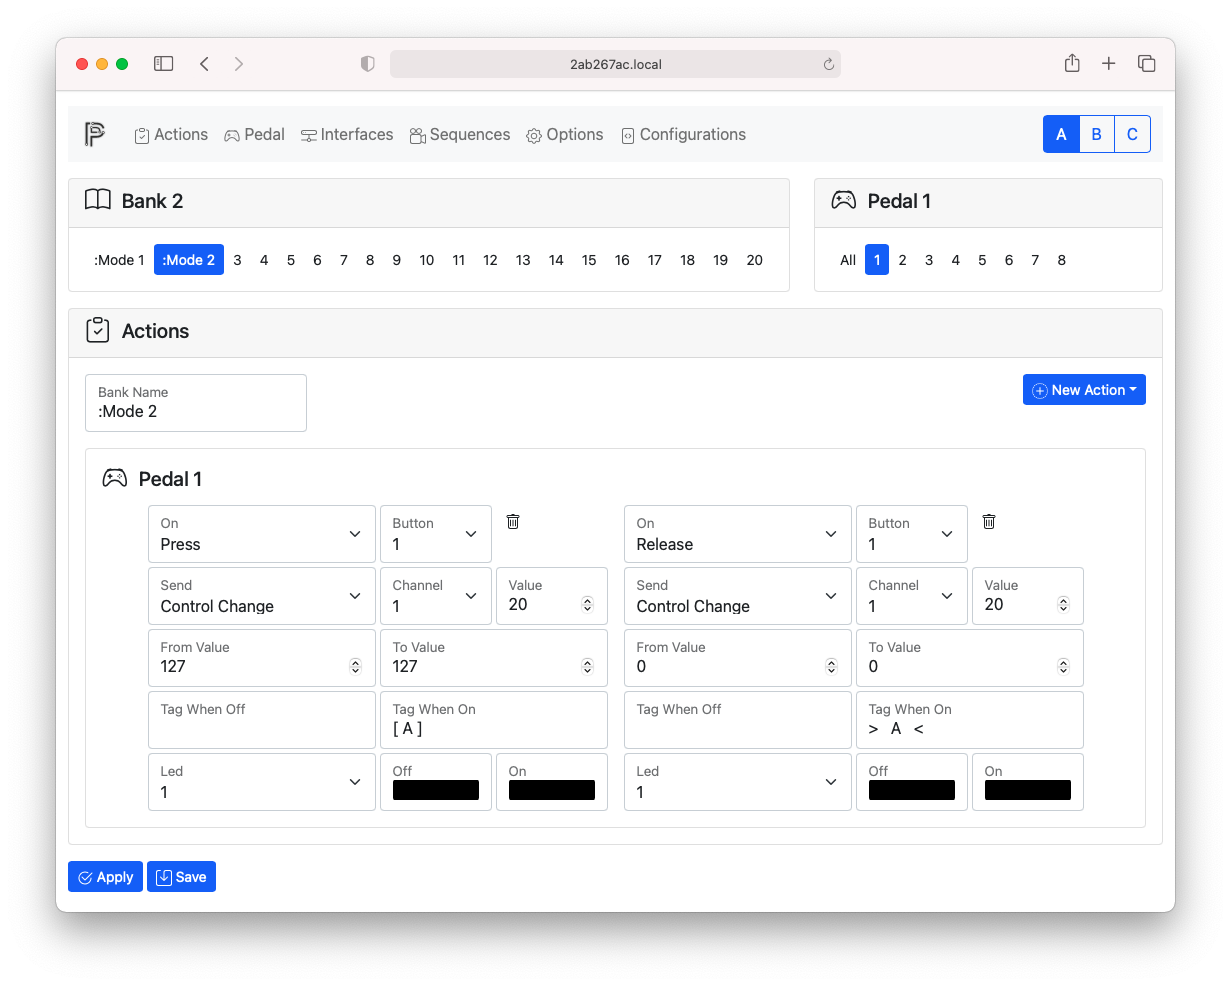 2ab267ac.local
Actions Pedal Interfaces Sequences Options Configurations A B C
Bank 2
:Mode 1 :Mode 2 3 4 5 6 7 8 9 10 11 12 13 14 15 16 17 18 19 20
Pedal 1
All 1 2 3 4 5 6 7 8
Actions
Bank Name
:Mode 2
New Action
Pedal 1
On Button On Button
Press 1 Release 1
Send Channel Value Send Channel Value
Control Change 1 20 Control Change 1 20
From Value To Value From Value To Value
127 127 0 0
Tag When Off Tag When On Tag When Off Tag When On
[ A ] > A <
Led Off On Led Off On
1 1
Apply Save